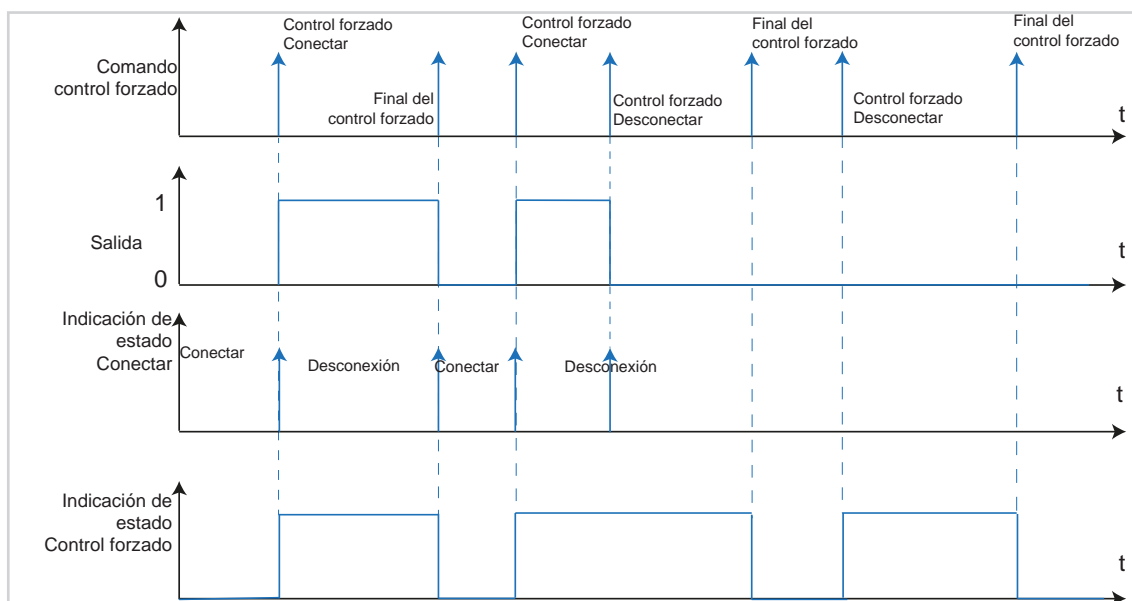 Control forzado
Conectar
Control forzado
Conectar
Final del
control forzado
Final del
control forzado
Comando
control forzado
Final del
control forzado
Control forzado
Desconectar
Control forzado
Desconectar
t
1
Salida
0
t
Indicación de
estado
Conectar
Conectar
Desconexión
Conectar
Desconexión
t
Indicación de
estado
Control forzado
t